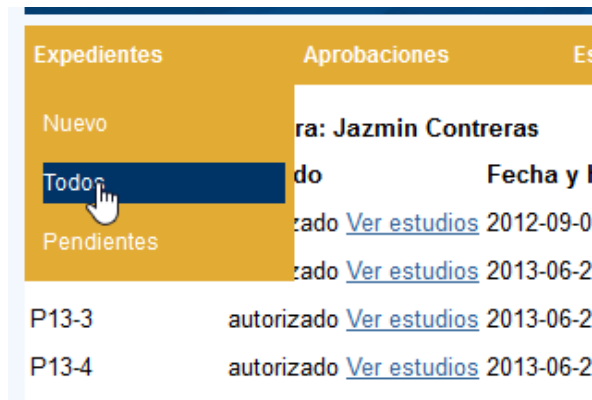 Expedientes Aprobaciones Es
Nuevo
ra: Jazmin Contreras
Todos do Fecha y
zado Ver estudios 2012-09-0
Pendientes
zado Ver estudios 2013-06-2
P13-3 autorizado Ver estudios 2013-06-2
P13-4 autorizado Ver estudios 2013-06-2